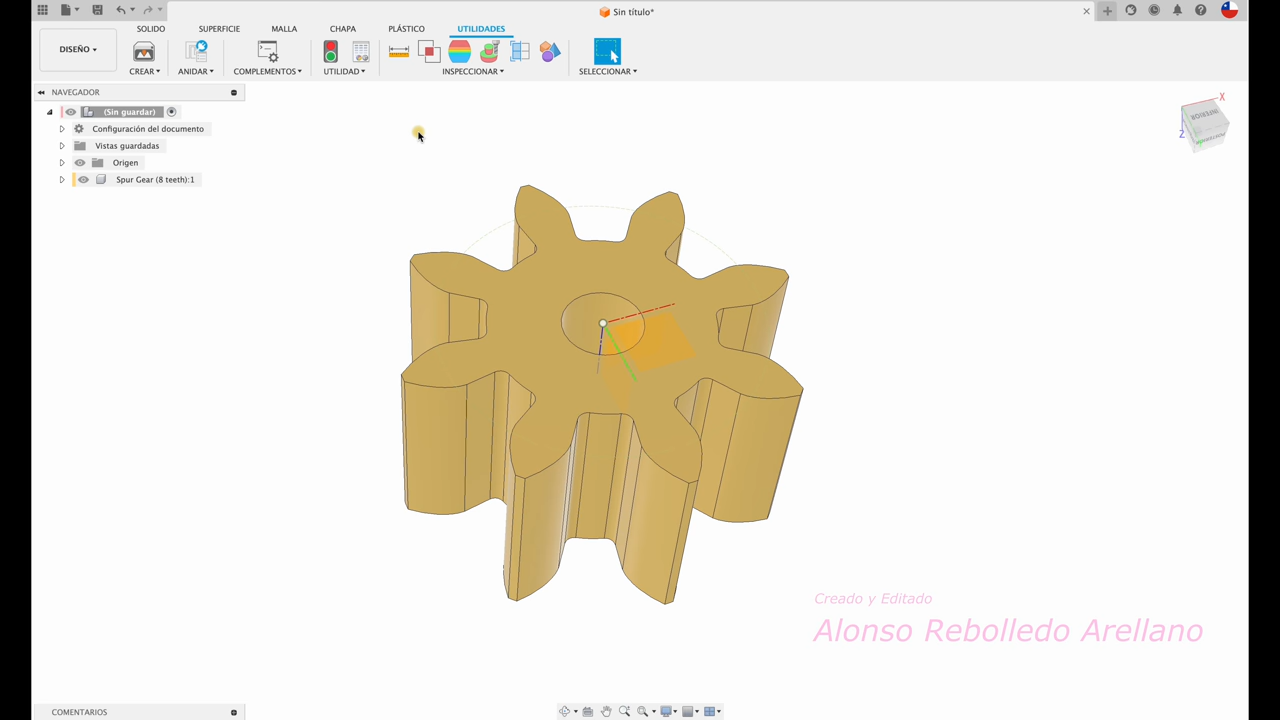 Sin título*
SOLIDO
SUPERFICIE
MALLA
CHAPA
PLÁSTICO
UTILIDADES
DISEÑO
CREAR
ANIDAR
COMPLEMENTOS
UTILIDAD
INSPECCIONAR
SELECCIONAR
NAVEGADOR
(Sin guardar)
Configuración del documento
Vistas guardadas
Origen
Spur Gear (8 teeth):1
X
Z
INFERIOR
Creado y Editado
Alonso Rebolledo Arellano
COMENTARIOS